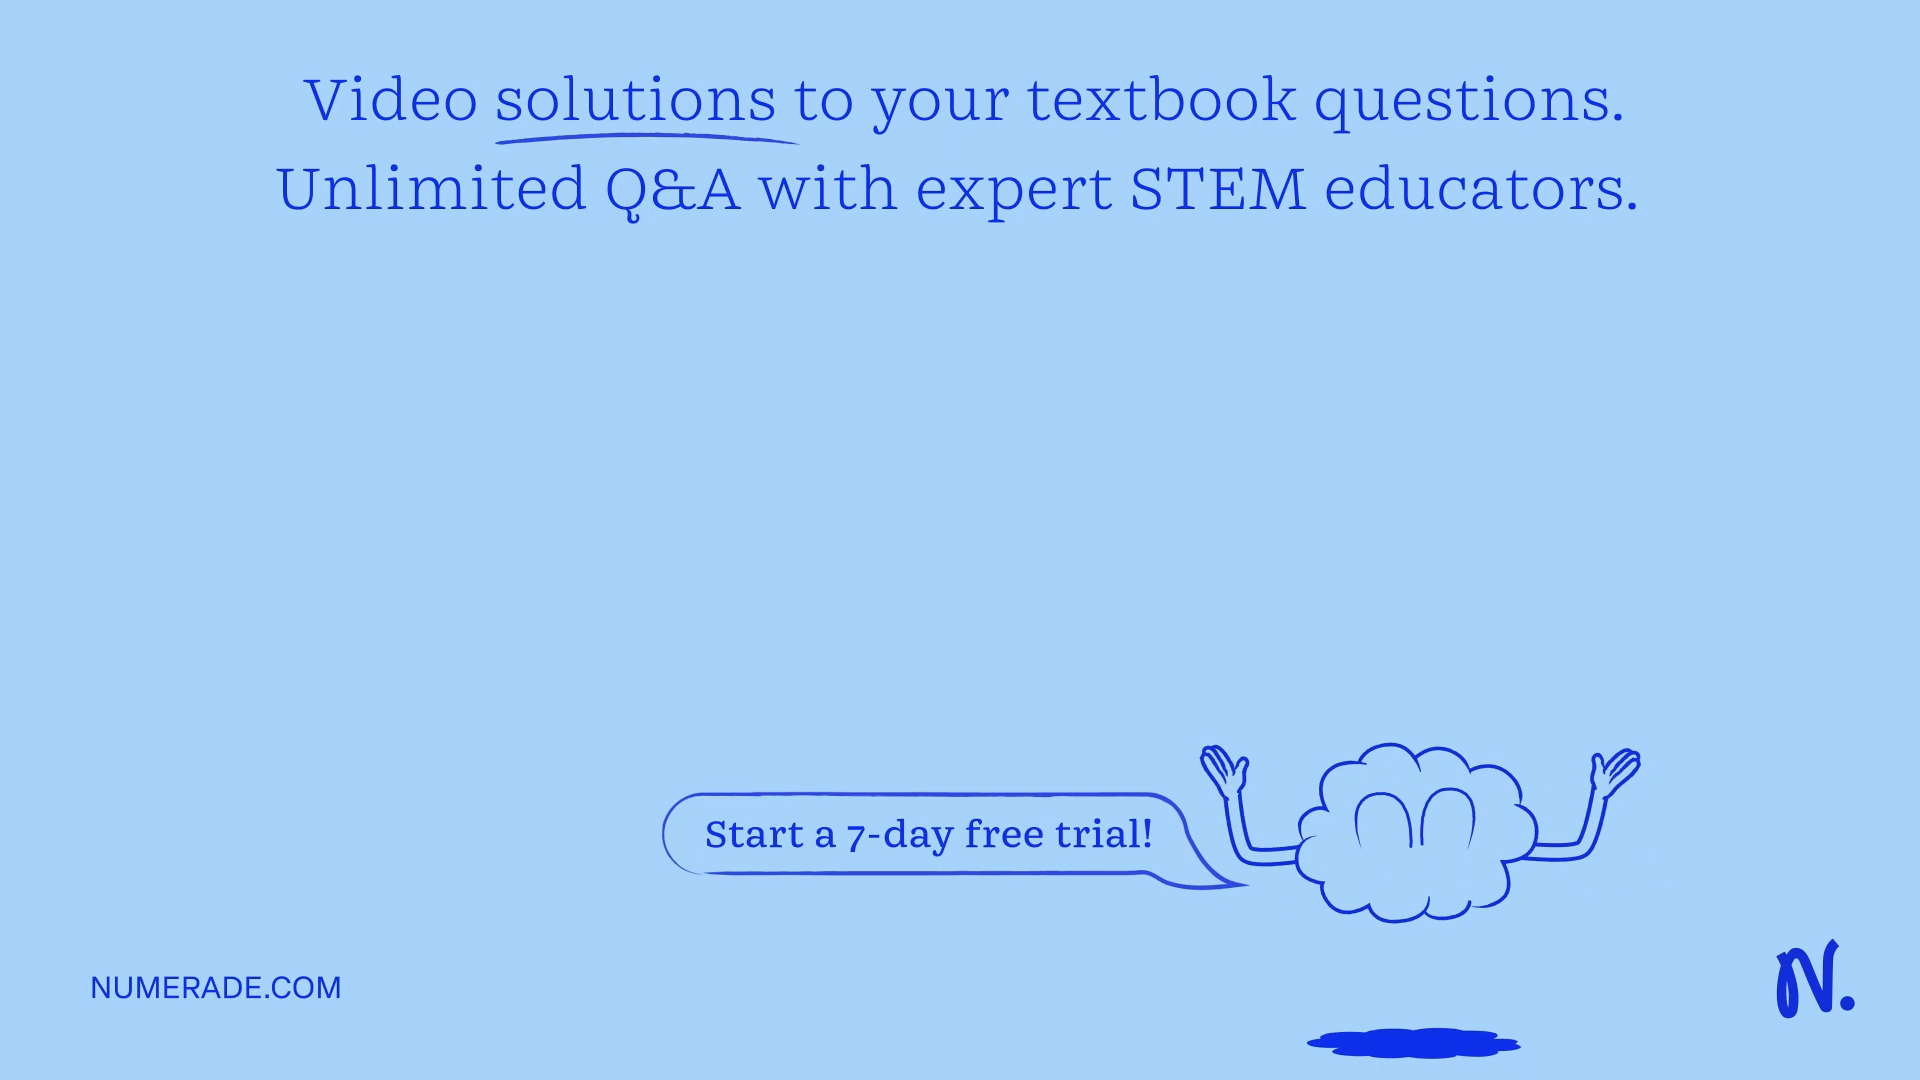 Video solutions to your textbook questions.
Unlimited Q&A with expert STEM educators.
Start a 7-day free trial!
NUMERADE.COM
N.